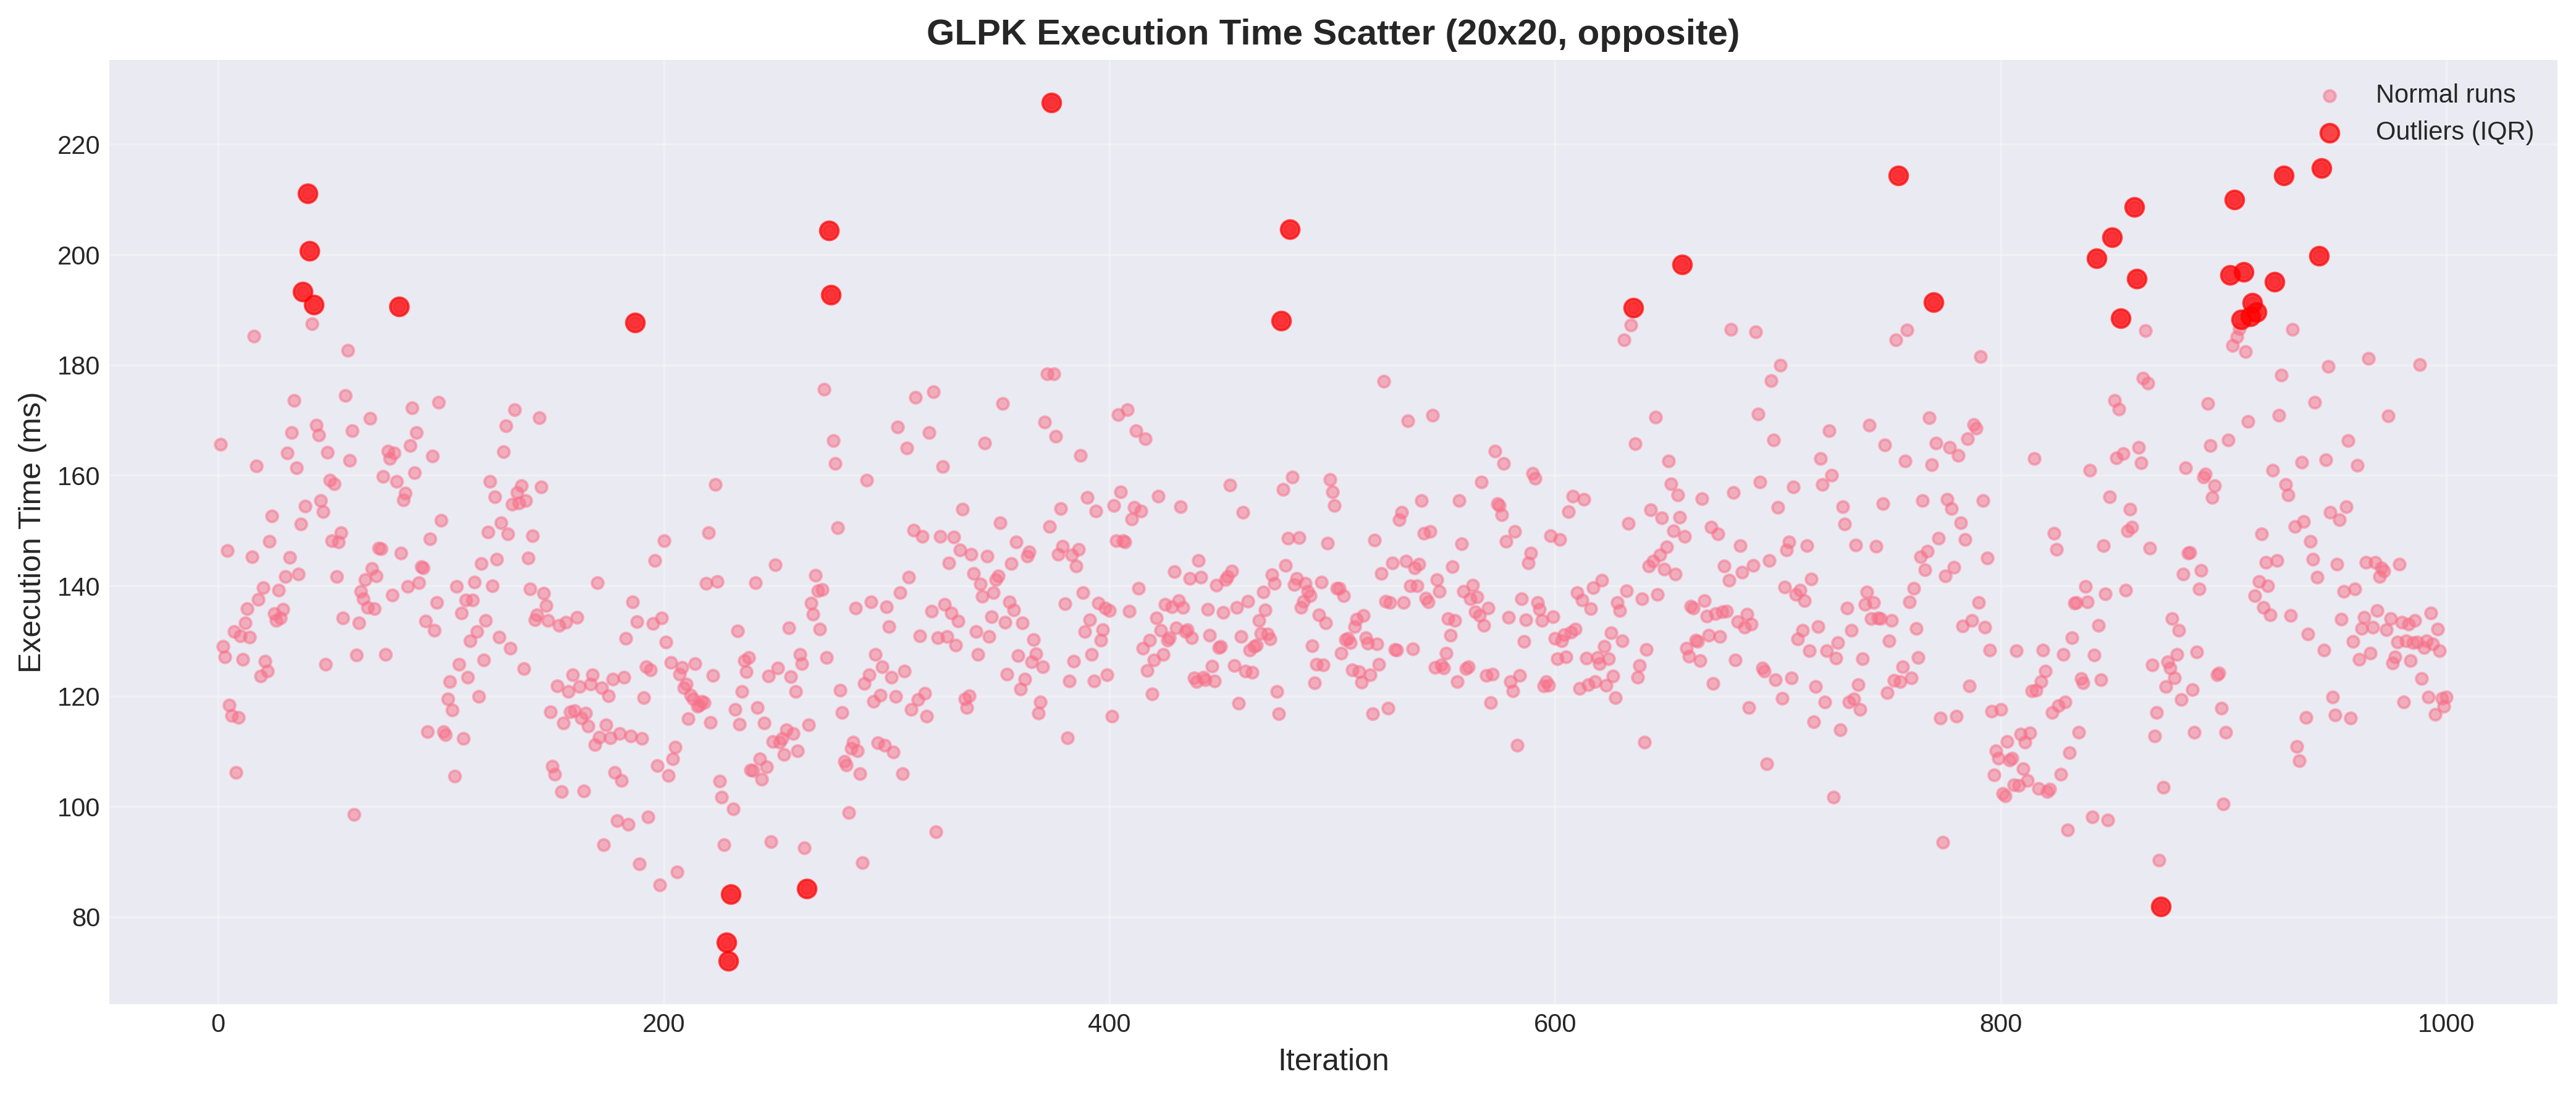 GLPK Execution Time Scatter (20x20, opposite)
Normal runs
Outliers (IQR)
Execution Time (ms)
220
200
180
160
140
120
100
80
0 200 400 600 800 1000
Iteration